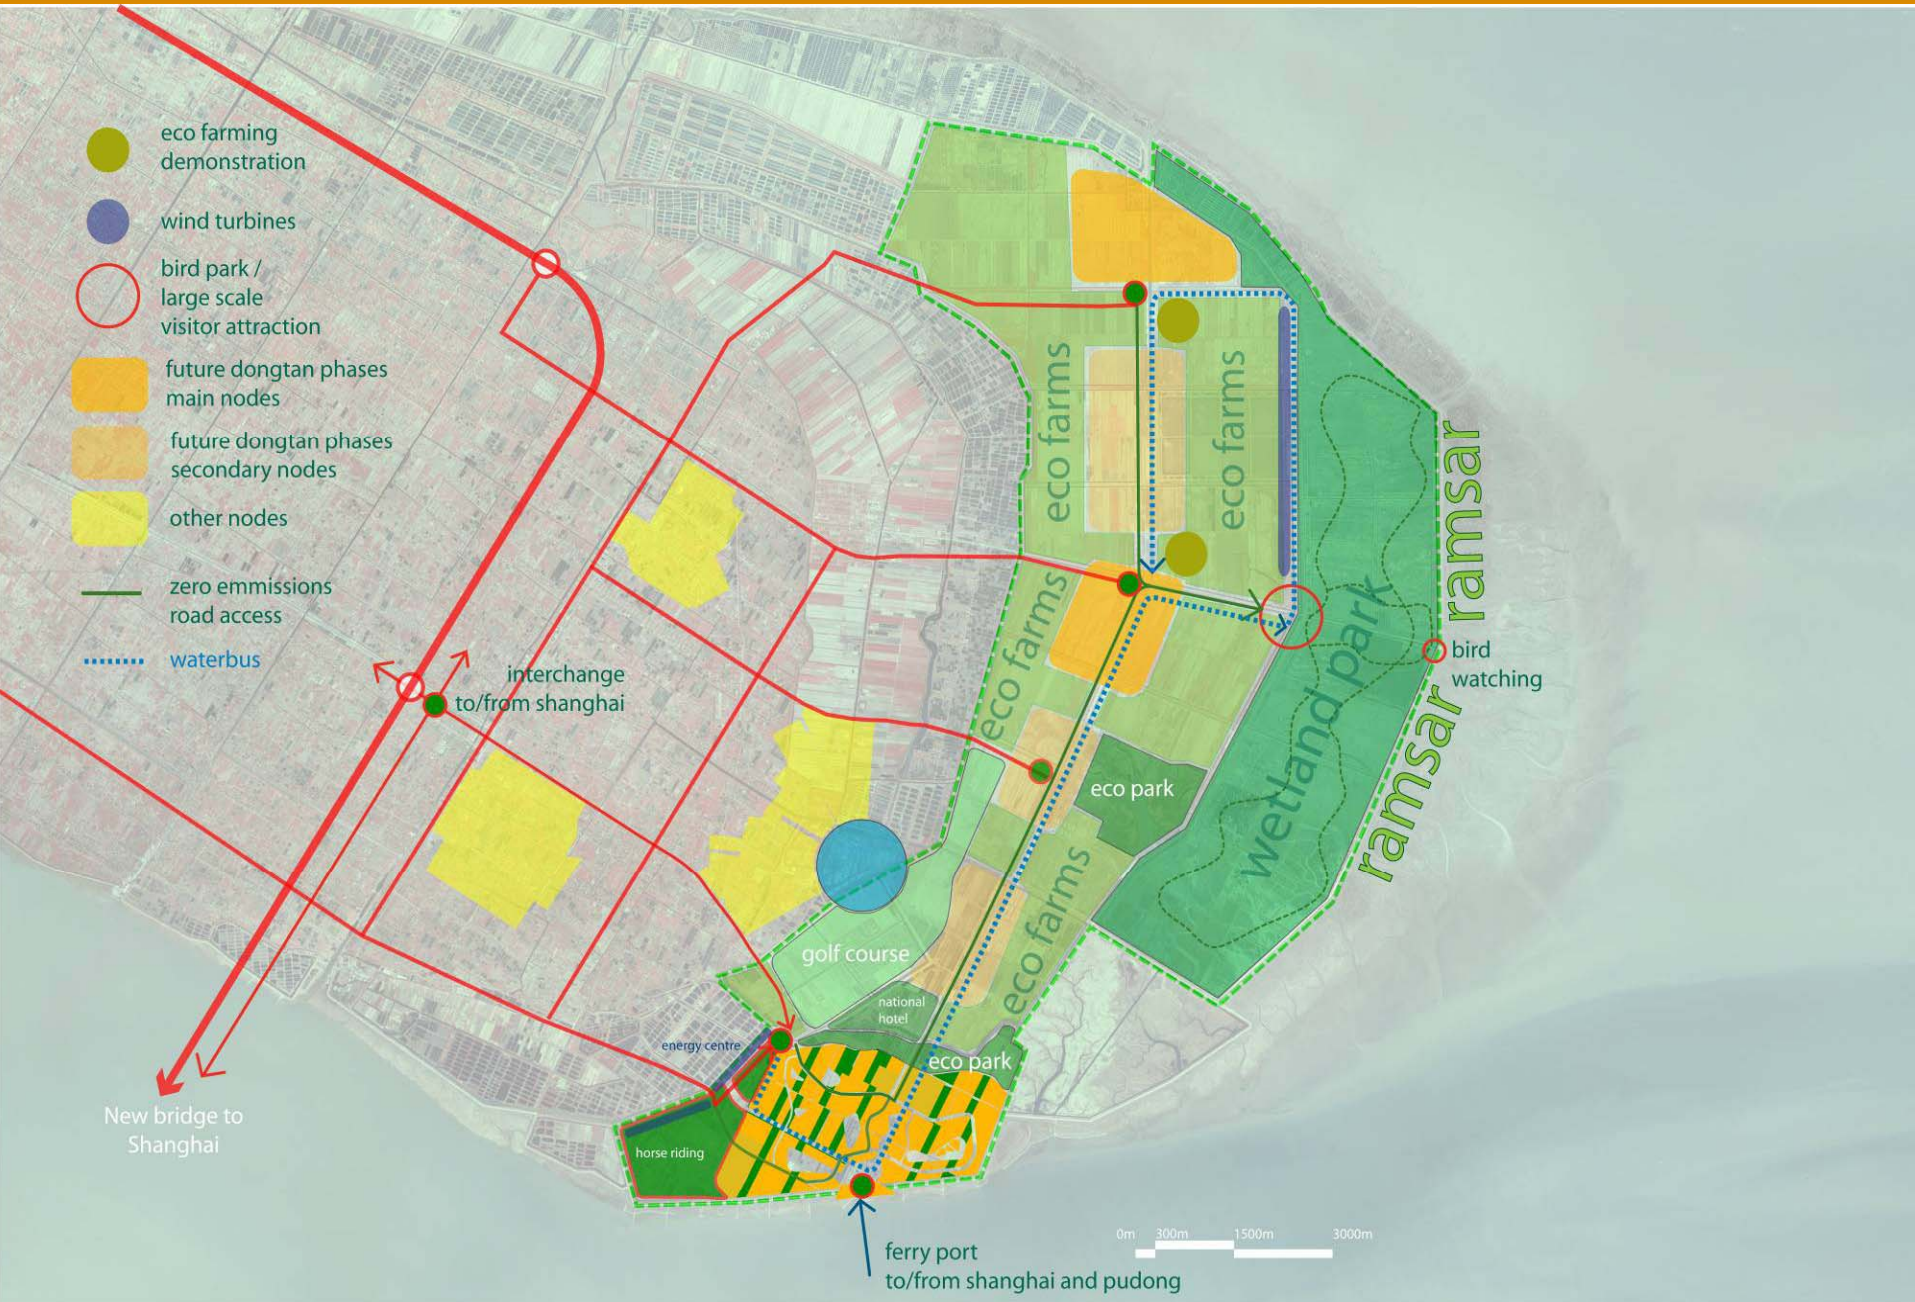 eco farming
demonstration
wind turbines
bird park /
large scale
visitor attraction
future dongtan phases
main nodes
future dongtan phases
secondary nodes
other nodes
zero emmissions
road access
waterbus
interchange
to/from shanghai
New bridge to
Shanghai
eco farms
eco farms
eco farms
eco farms
eco park
wetland park
ramsar
ramsar
bird
watching
golf course
national
hotel
energy centre
eco park
horse riding
ferry port
to/from shanghai and pudong
0m 300m 1500m 3000m